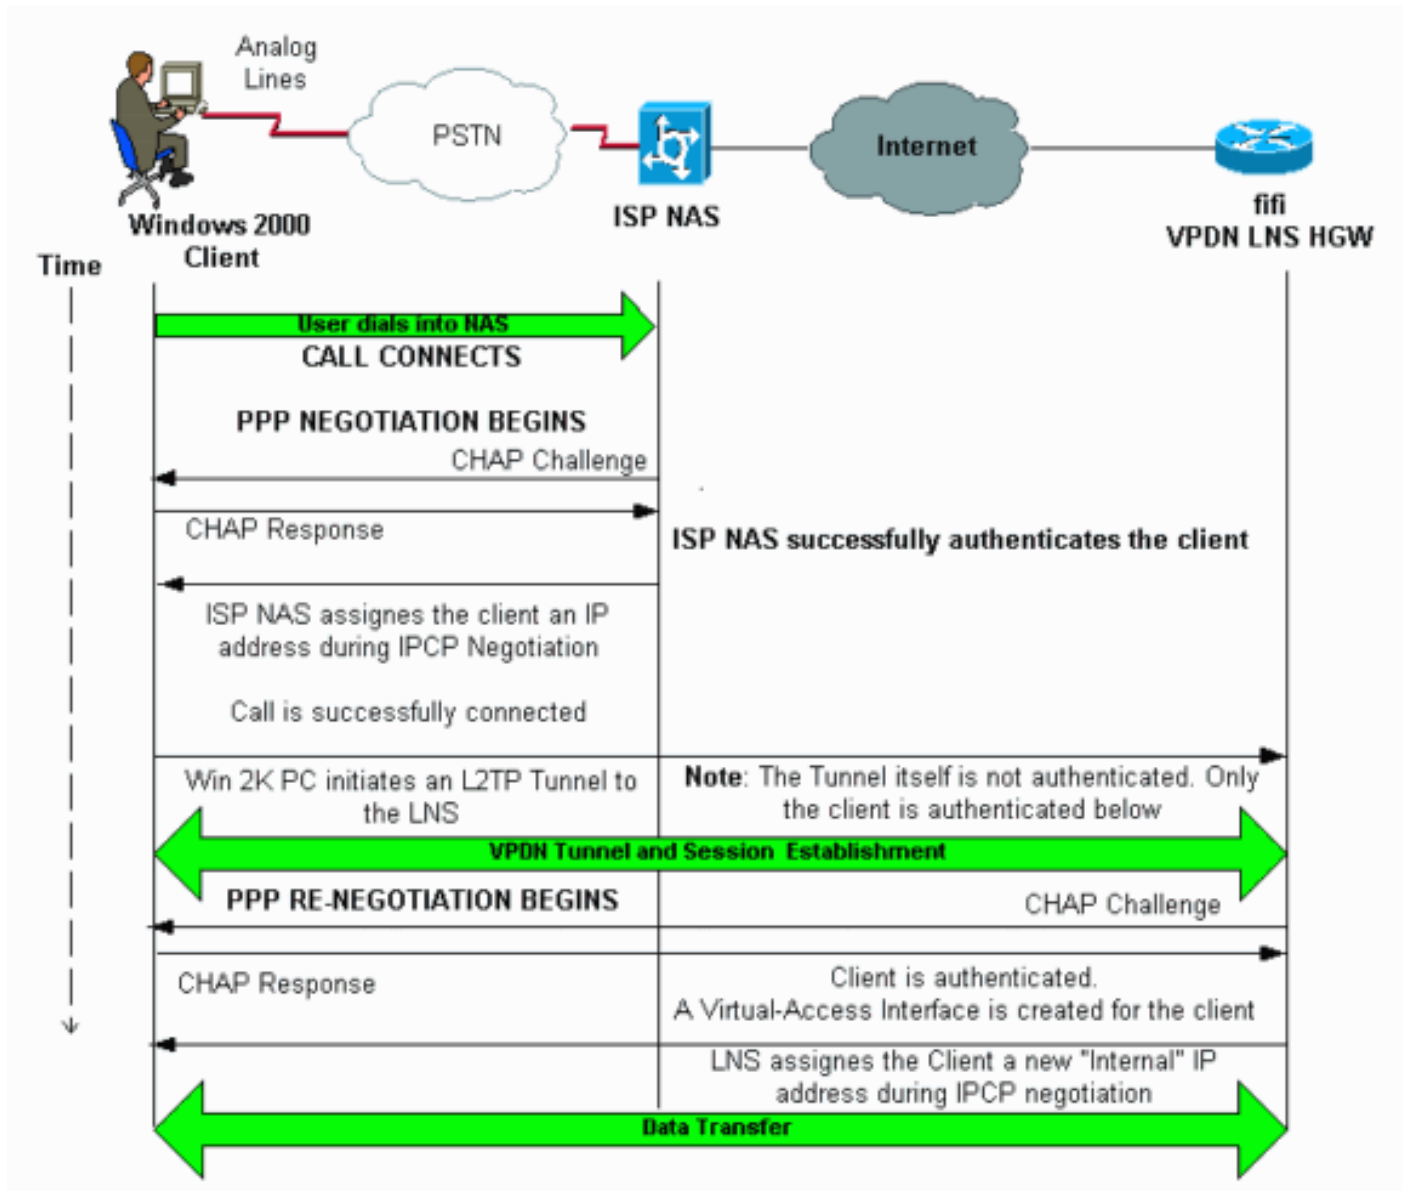 Analog
Lines
PSTN
Internet
ISP NAS
fifi
VPDN LNS HGW
Windows 2000
Client
Time
User dials into NAS
CALL CONNECTS
PPP NEGOTIATION BEGINS
CHAP Challenge
CHAP Response
ISP NAS successfully authenticates the client
ISP NAS assignes the client an IP
address during IPCP Negotiation
Call is successfully connected
Win 2K PC initiates an L2TP Tunnel to
the LNS
Note: The Tunnel itself is not authenticated. Only
the client is authenticated below
VPDN Tunnel and Session Establishment
PPP RE-NEGOTIATION BEGINS
CHAP Challenge
CHAP Response
Client is authenticated.
A Virtual-Access Interface is created for the client
LNS assignes the Client a new "Internal" IP
address during IPCP negotiation
Data Transfer